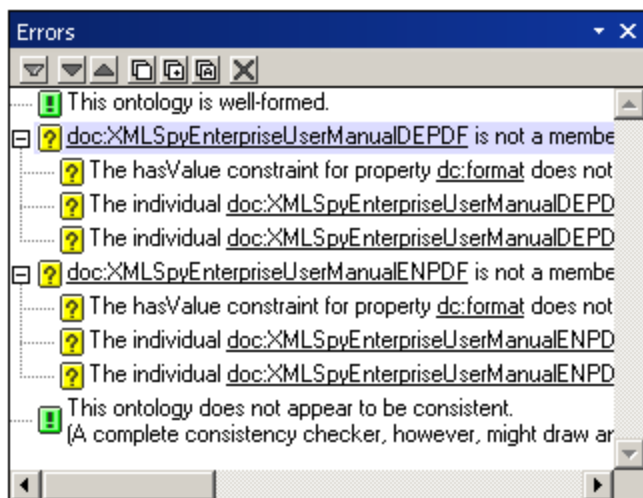 Errors
This ontology is well-formed.
doc:XMLSpyEnterpriseUserManualDEPDF is not a membe
The hasValue constraint for property dc:format does not
The individual doc:XMLSpyEnterpriseUserManualDEPD
The individual doc:XMLSpyEnterpriseUserManualDEPD
doc:XMLSpyEnterpriseUserManualENPDF is not a membe
The hasValue constraint for property dc:format does not
The individual doc:XMLSpyEnterpriseUserManualENPD
The individual doc:XMLSpyEnterpriseUserManualENPD
This ontology does not appear to be consistent.
(A complete consistency checker, however, might draw ar